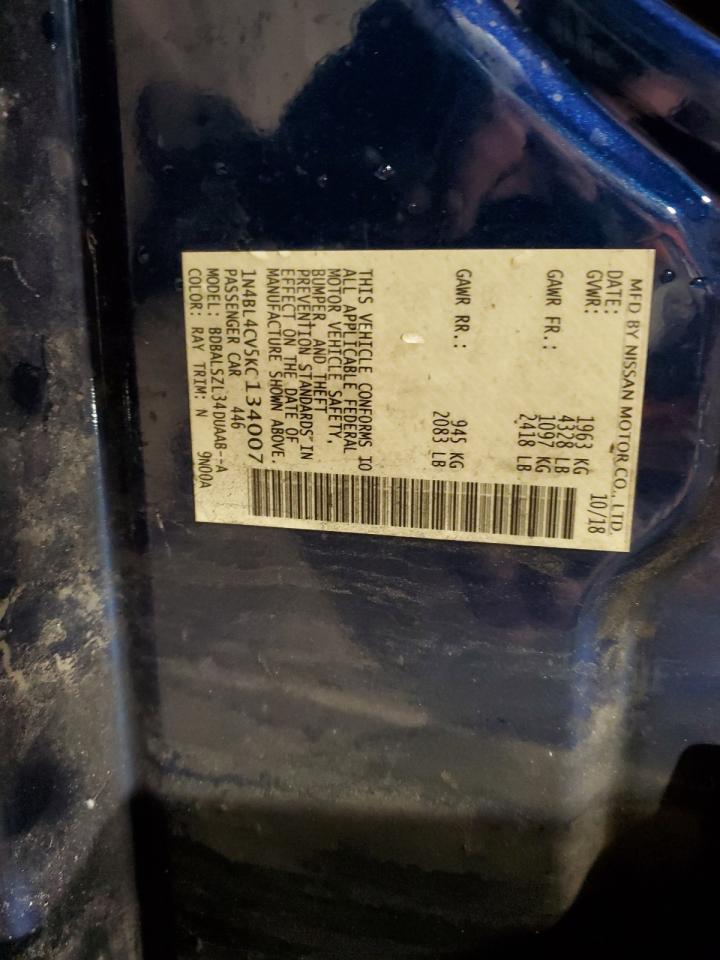 MFD BY NISSAN MOTOR CO., LTD.
DATE: 10/18
GVWR: 1963 KG
4328 LB
GAWR FR.: 1097 KG
2418 LB
GAWR RR.: 945 KG
2083 LB
THIS VEHICLE CONFORMS TO
ALL APPLICABLE FEDERAL
MOTOR VEHICLE SAFETY,
BUMPER, AND THEFT
PREVENTION STANDARDS IN
EFFECT ON THE DATE OF
MANUFACTURE SHOWN ABOVE.
1N4BL4CV5KC134007
PASSENGER CAR 446
MODEL: BDBALSZL34DUAAB--A
COLOR: RAY TRIM: N 9N00A